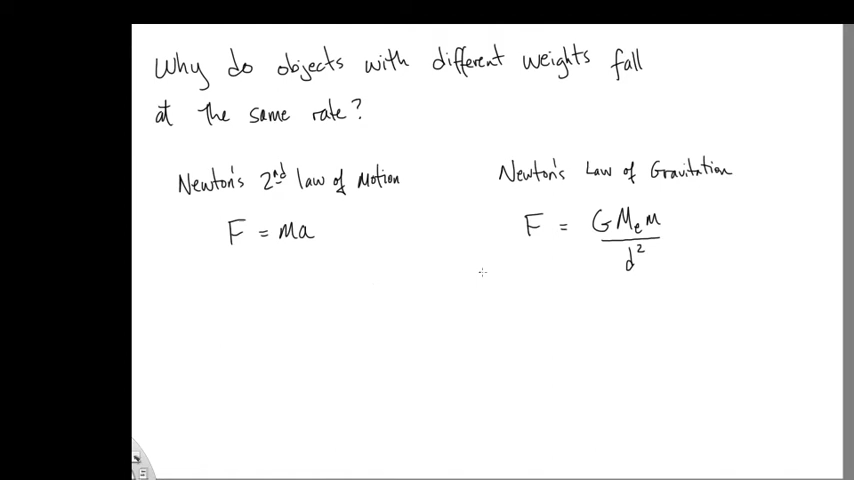 Why do objects with different weights fall
at the same rate?
Newton's 2nd law of Motion
F = ma
Newton's Law of Gravitation
F = GMem
d²